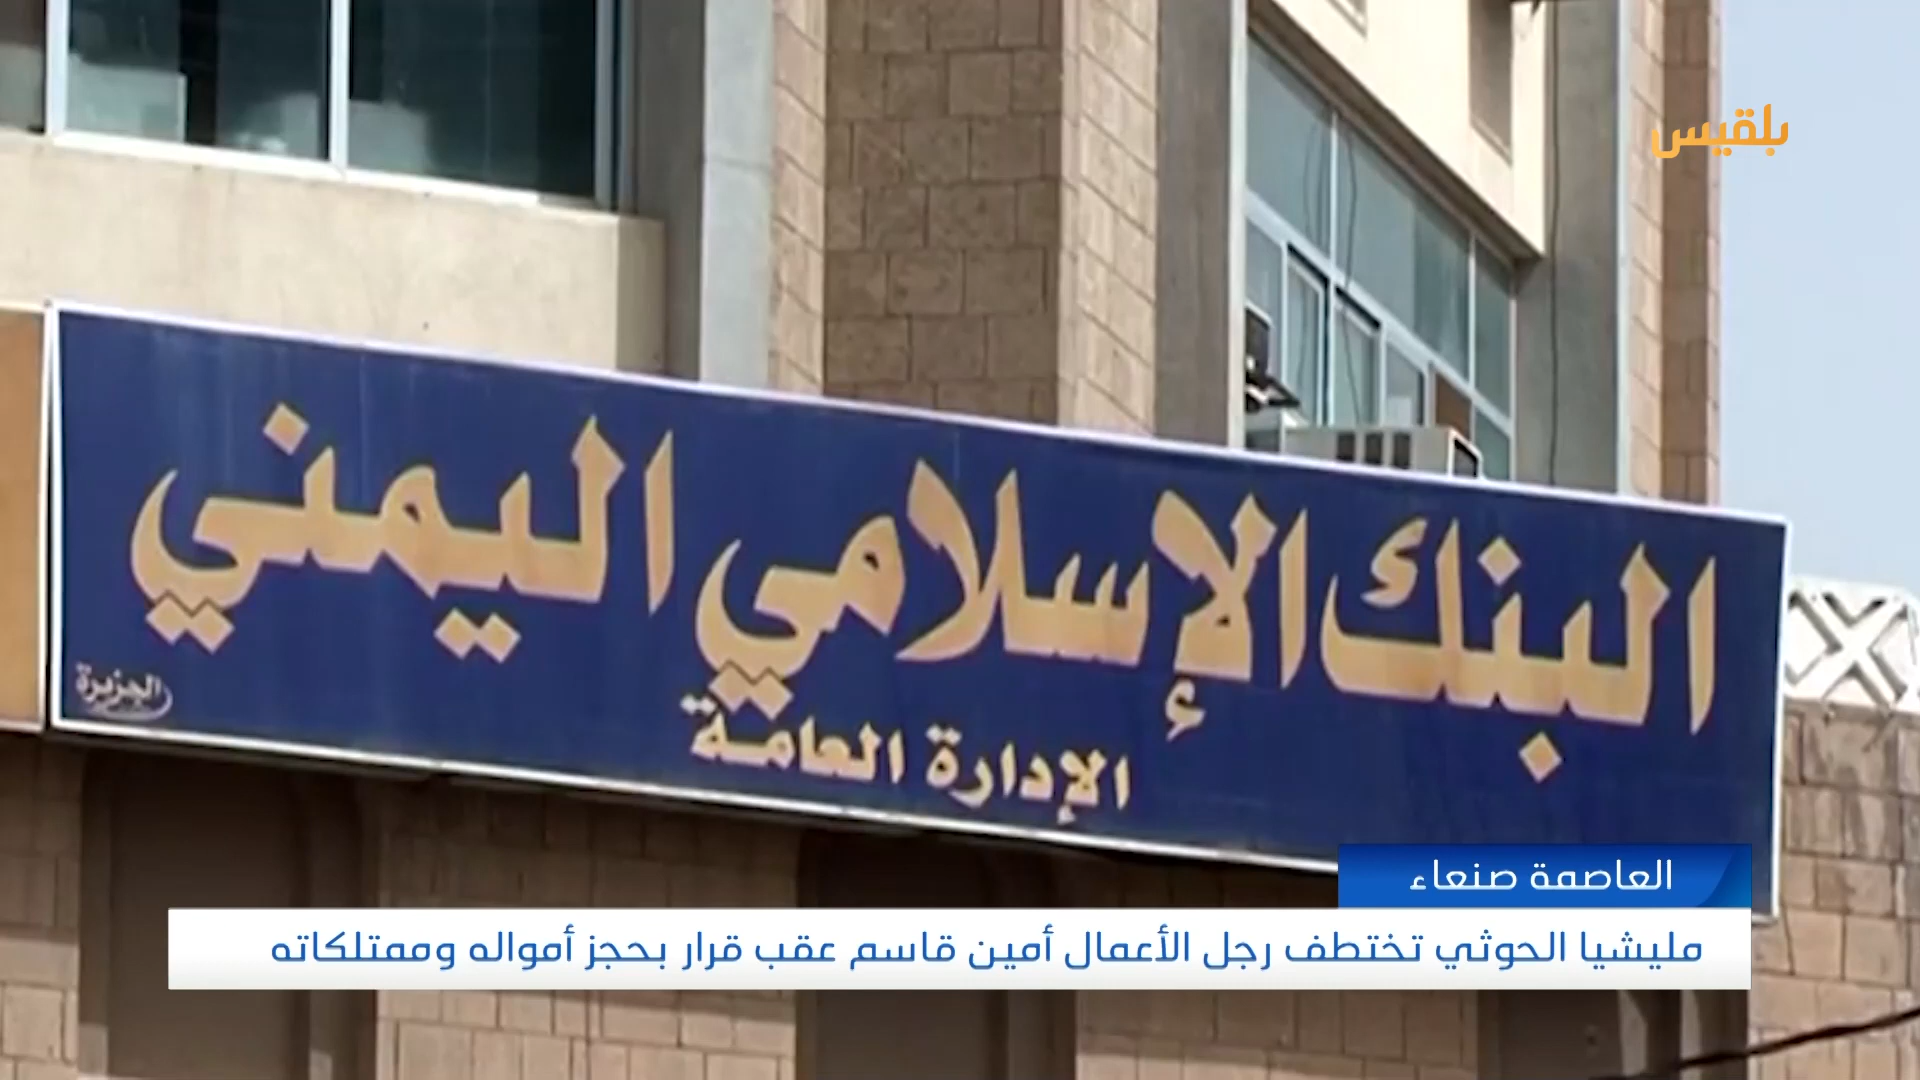 بلقيس
البنك الإسلامي اليمني
الإدارة العامة
الجزيرة
العاصمة صنعاء
مليشيا الحوثي تختطف رجل الأعمال أمين قاسم عقب قرار بحجز أمواله وممتلكاته